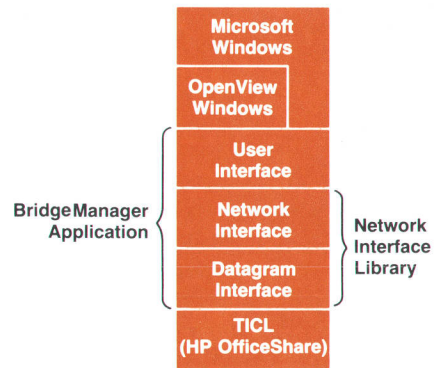 Microsoft
Windows
OpenView
Windows
User
Interface
BridgeManager
Application
Network
Interface
Network
Interface
Library
Datagram
Interface
TICL
(HP OfficeShare)